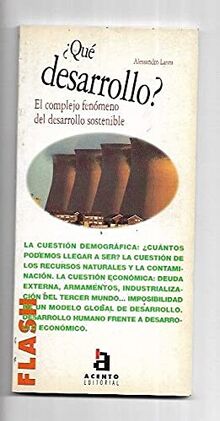 Alessandro Lanza
¿Qué
desarrollo?
El complejo fenómeno
del desarrollo sostenible
LA CUESTIÓN DEMOGRÁFICA: ¿CUÁNTOS
PODEMOS LLEGAR A SER? LA CUESTIÓN DE
LOS RECURSOS NATURALES Y LA CONTAMI-
NACIÓN. LA CUESTIÓN ECONÓMICA: DEUDA
EXTERNA, ARMAMENTOS, INDUSTRIALIZA-
CIÓN DEL TERCER MUNDO... IMPOSIBILIDAD
DE UN MODELO GLOBAL DE DESARROLLO.
DESARROLLO HUMANO FRENTE A DESARRO-
ECONÓMICO.
FLASH
ACENTO
EDITORIAL